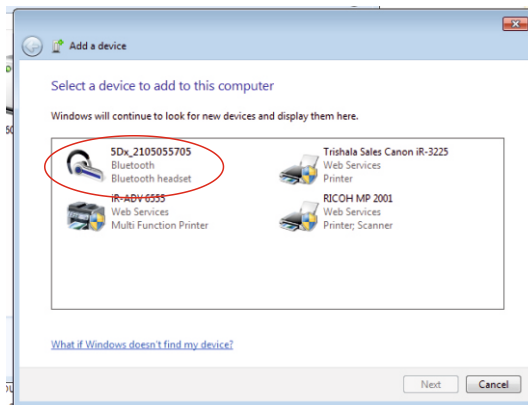 Add a device
Select a device to add to this computer
Windows will continue to look for new devices and display them here.
5Dx_2105055705
Bluetooth
Bluetooth headset
Trishala Sales Canon iR-3225
Web Services
Printer
iR-ADV 6555
Web Services
Multi Function Printer
RICOH MP 2001
Web Services
Printer; Scanner
What if Windows doesn't find my device?
Next
Cancel